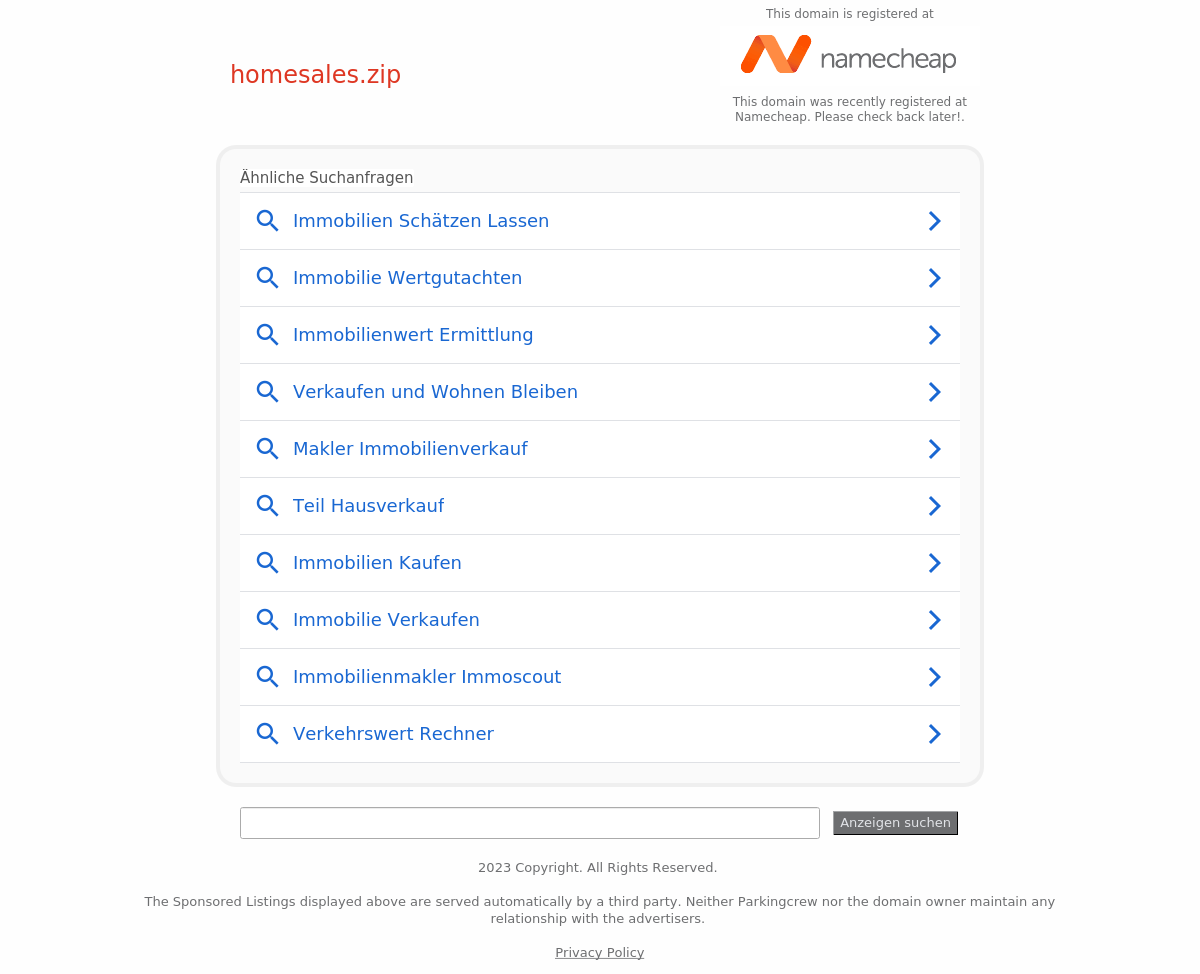 This domain is registered at
namecheap
homesales.zip
This domain was recently registered at
Namecheap. Please check back later!.
Ähnliche Suchanfragen
Immobilien Schätzen Lassen
Immobilie Wertgutachten
Immobilienwert Ermittlung
Verkaufen und Wohnen Bleiben
Makler Immobilienverkauf
Teil Hausverkauf
Immobilien Kaufen
Immobilie Verkaufen
Immobilienmakler Immoscout
Verkehrswert Rechner
Anzeigen suchen
2023 Copyright. All Rights Reserved.
The Sponsored Listings displayed above are served automatically by a third party. Neither Parkingcrew nor the domain owner maintain any
relationship with the advertisers.
Privacy Policy